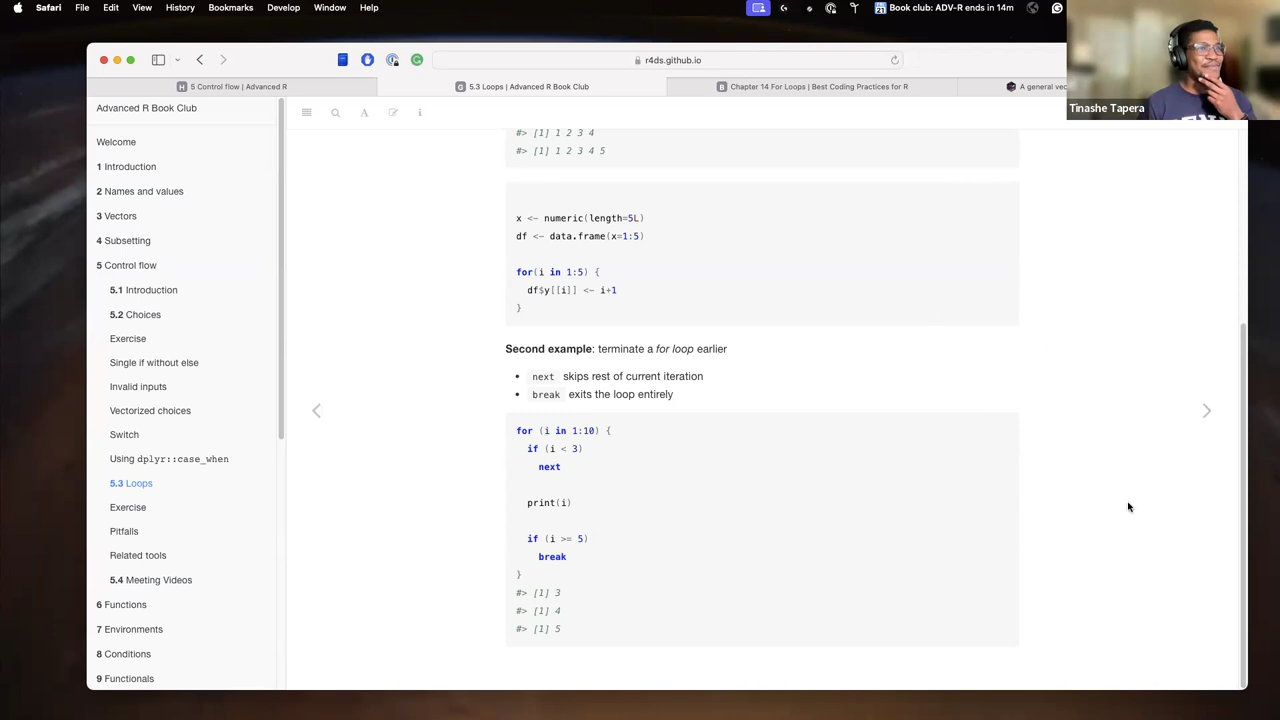 Safari File Edit View History Bookmarks Develop Window Help
21 Book club: ADV-R ends in 14m
r4ds.github.io
5 Control flow | Advanced R
5.3 Loops | Advanced R Book Club
Chapter 14 For Loops | Best Coding Practices for R
A general vec
Tinashe Tapera
Advanced R Book Club
Welcome
1 Introduction
2 Names and values
3 Vectors
4 Subsetting
5 Control flow
5.1 Introduction
5.2 Choices
Exercise
Single if without else
Invalid inputs
Vectorized choices
Switch
Using dplyr::case_when
5.3 Loops
Exercise
Pitfalls
Related tools
5.4 Meeting Videos
6 Functions
7 Environments
8 Conditions
9 Functionals
#> [1] 1 2 3 4
#> [1] 1 2 3 4 5
x <- numeric(length=5L)
df <- data.frame(x=1:5)
for(i in 1:5) {
df$y[[i]] <- i+1
}
Second example: terminate a for loop earlier
• next skips rest of current iteration
• break exits the loop entirely
for (i in 1:10) {
if (i < 3)
next
print(i)
if (i >= 5)
break
}
#> [1] 3
#> [1] 4
#> [1] 5